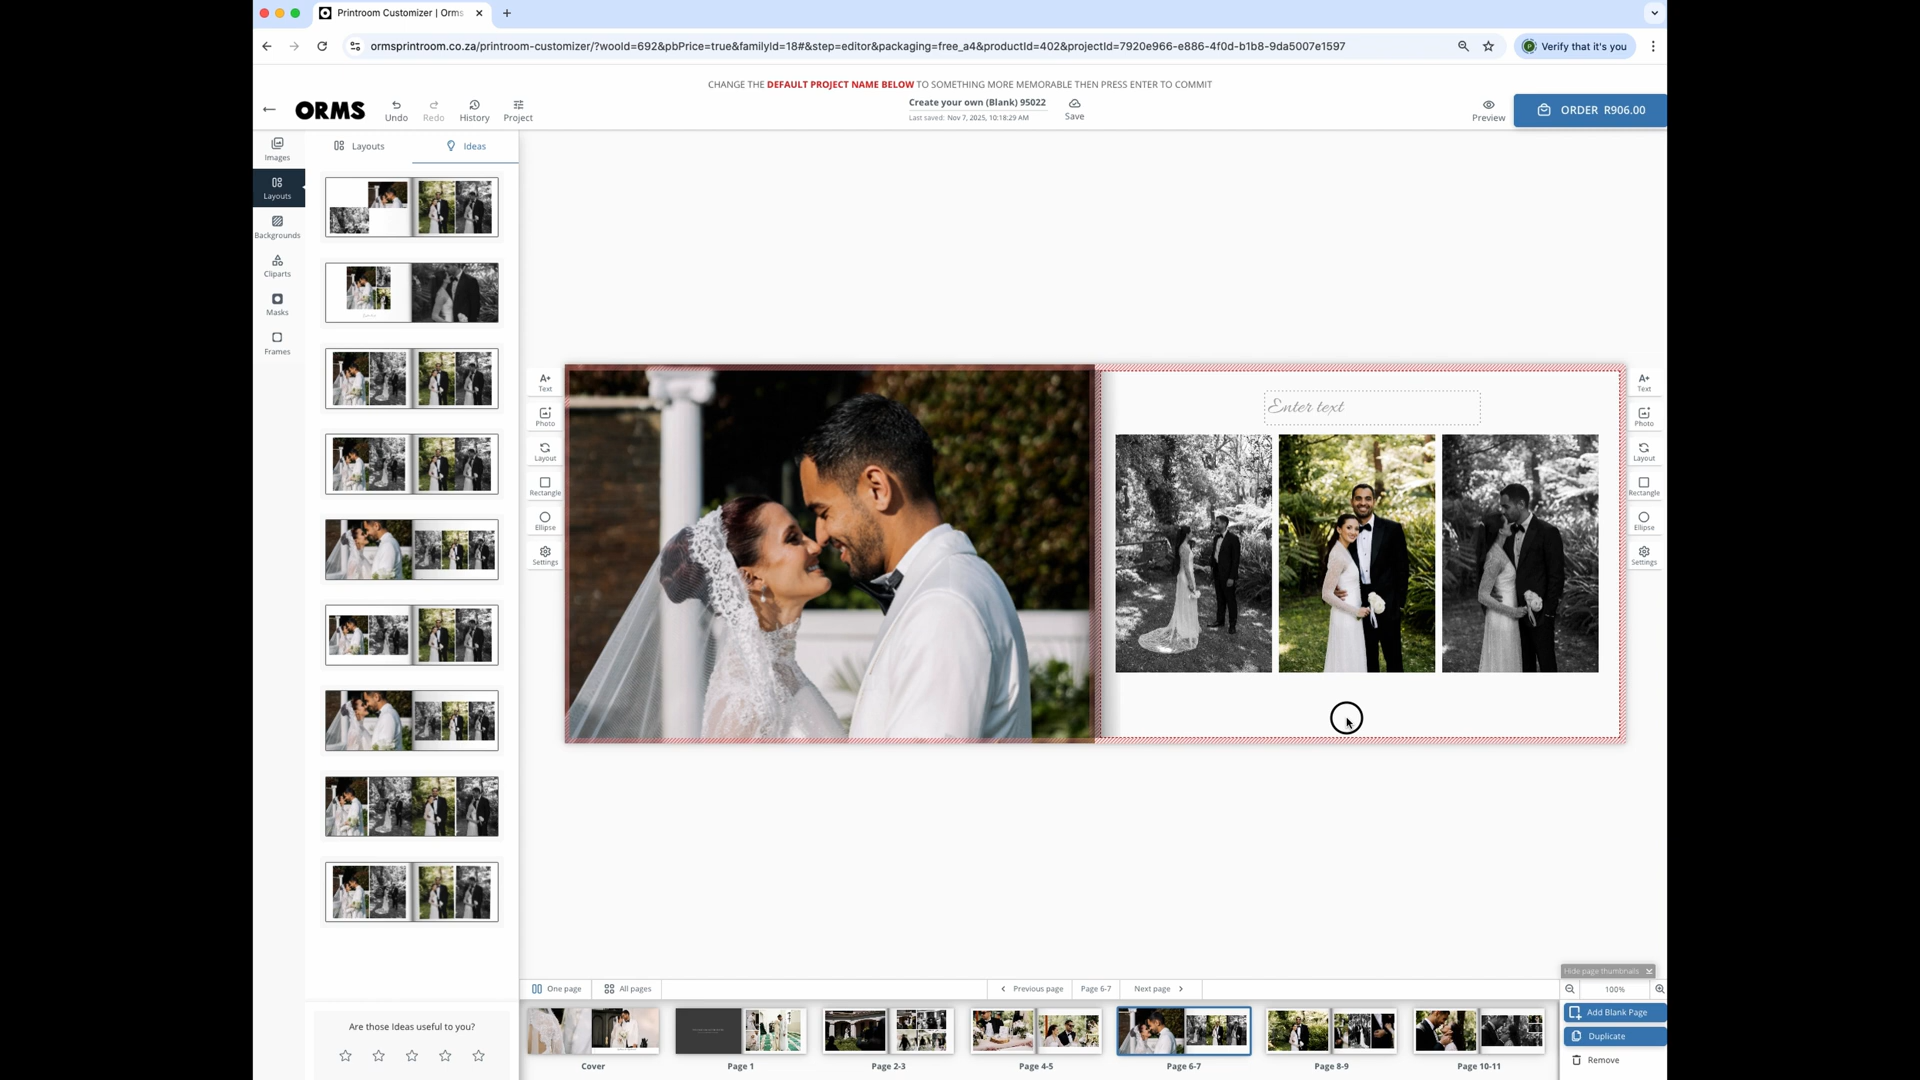 Printroom Customizer | Orms
ormsprintroom.co.za/printroom-customizer/?wooId=692&pbPrice=true&familyId=18#&step=editor&packaging=free_a4&productId=402&projectId=7920e966-e886-4f0d-b1b8-9da5007e1597
Verify that it's you
CHANGE THE DEFAULT PROJECT NAME BELOW TO SOMETHING MORE MEMORABLE THEN PRESS ENTER TO COMMIT
ORMS
Undo
Redo
History
Project
Create your own (Blank) 95022
Last saved: Nov 7, 2025, 10:18:29 AM
Save
Preview
ORDER R906.00
Images
Layouts
Backgrounds
Cliparts
Masks
Frames
Layouts
Ideas
Text
Photo
Layout
Rectangle
Ellipse
Settings
Enter text
Text
Photo
Layout
Rectangle
Ellipse
Settings
Are those Ideas useful to you?
Hide page thumbnails
One page
All pages
Previous page
Page 6-7
Next page
100%
Cover
Page 1
Page 2-3
Page 4-5
Page 6-7
Page 8-9
Page 10-11
Add Blank Page
Duplicate
Remove